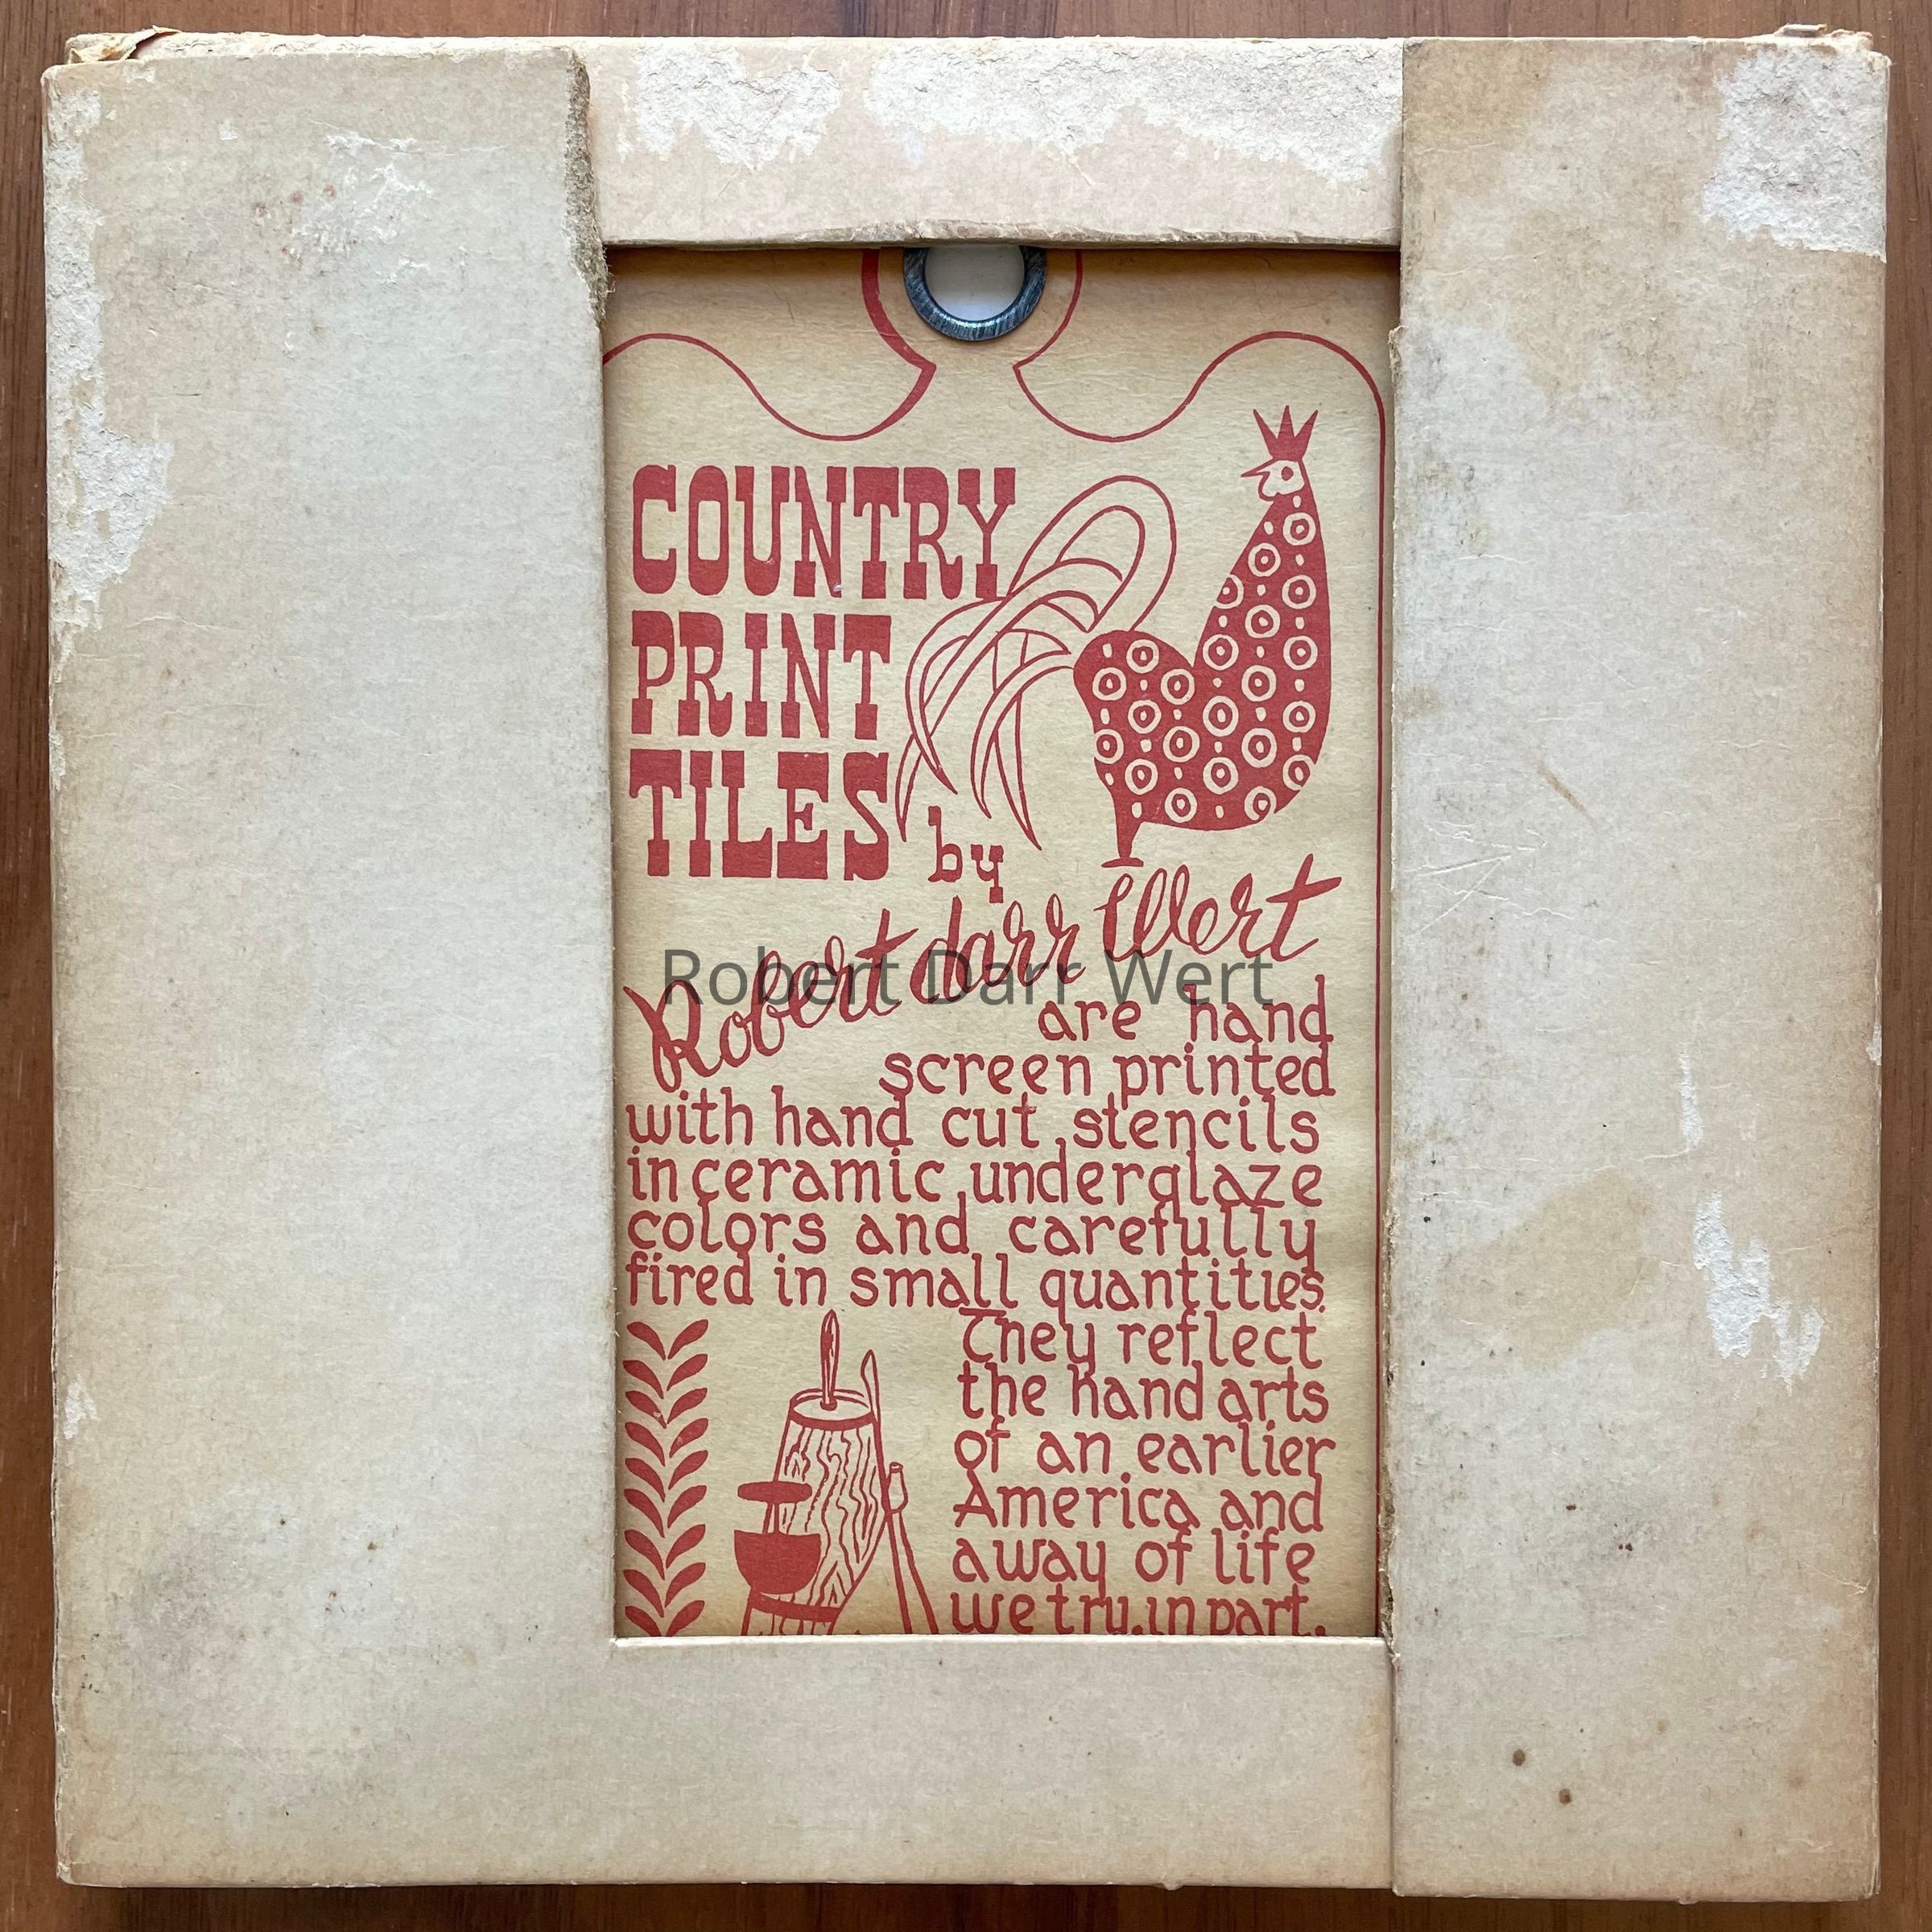 COUNTRY
PRINT
TILES
by
Robert darr Wert
Robert Darr Wert
are hand
screen printed
with hand cut stencils
in ceramic underglaze
colors and carefully
fired in small quantities.
They reflect
the hand arts
of an earlier
America and
a way of life
we try, in part,